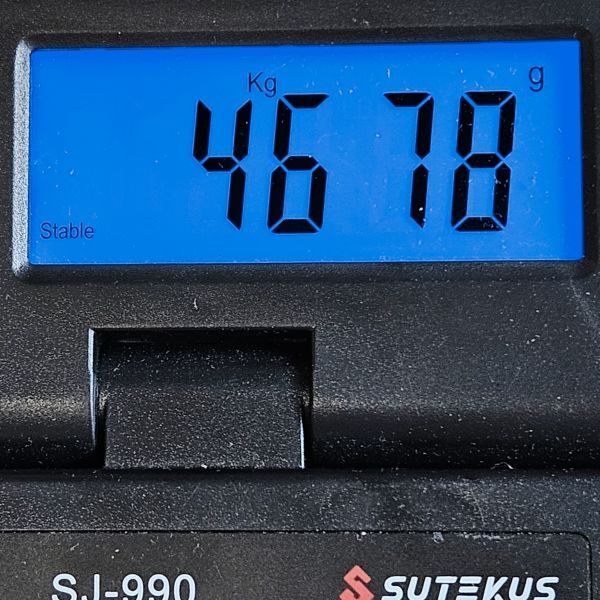 Kg g
46 78
Stable
SJ-990 SUTEKUS